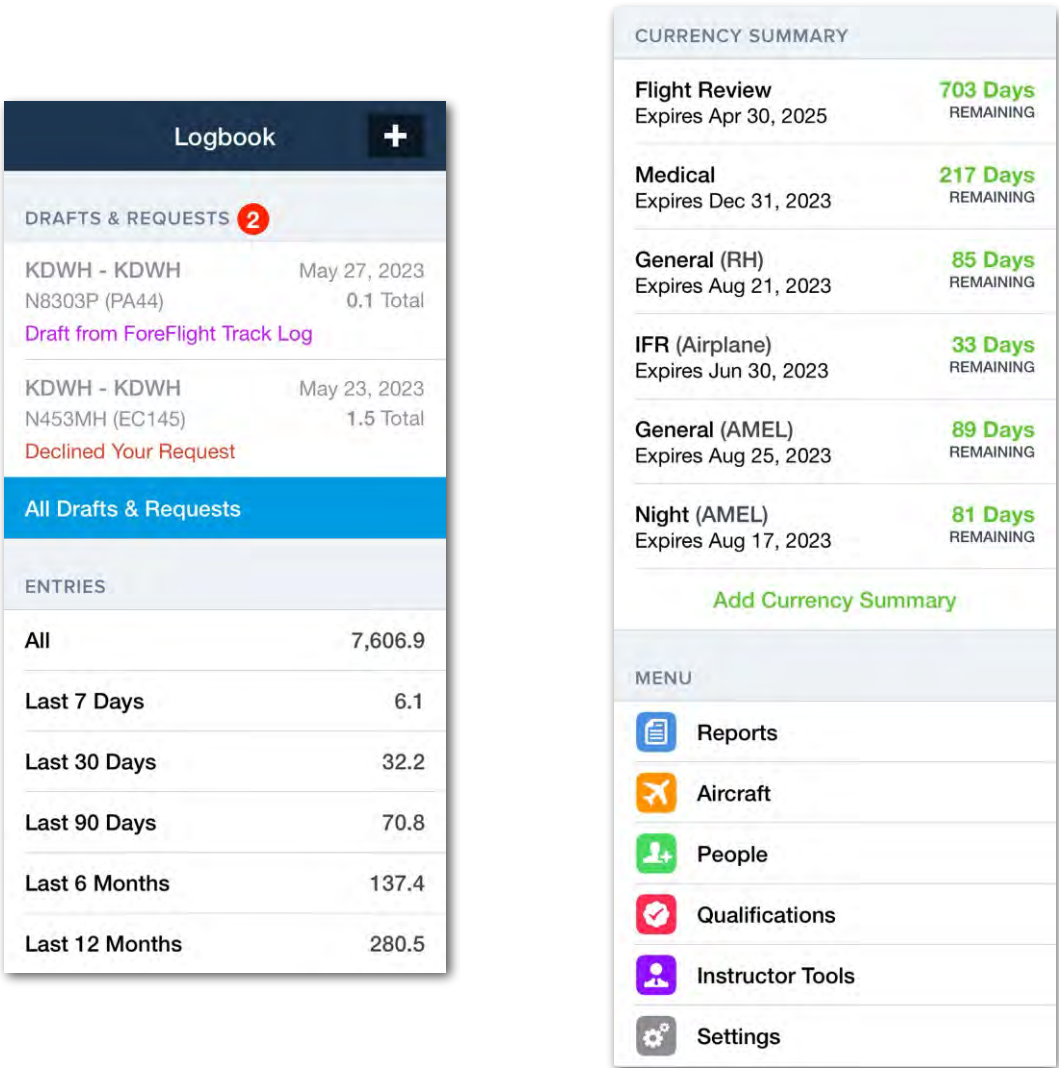 Logbook
DRAFTS & REQUESTS 2
KDWH - KDWH May 27, 2023
N8303P (PA44) 0.1 Total
Draft from ForeFlight Track Log
KDWH - KDWH May 23, 2023
N453MH (EC145) 1.5 Total
Declined Your Request
All Drafts & Requests
ENTRIES
All 7,606.9
Last 7 Days 6.1
Last 30 Days 32.2
Last 90 Days 70.8
Last 6 Months 137.4
Last 12 Months 280.5
CURRENCY SUMMARY
Flight Review 703 Days
Expires Apr 30, 2025 REMAINING
Medical 217 Days
Expires Dec 31, 2023 REMAINING
General (RH) 85 Days
Expires Aug 21, 2023 REMAINING
IFR (Airplane) 33 Days
Expires Jun 30, 2023 REMAINING
General (AMEL) 89 Days
Expires Aug 25, 2023 REMAINING
Night (AMEL) 81 Days
Expires Aug 17, 2023 REMAINING
Add Currency Summary
MENU
Reports
Aircraft
People
Qualifications
Instructor Tools
Settings